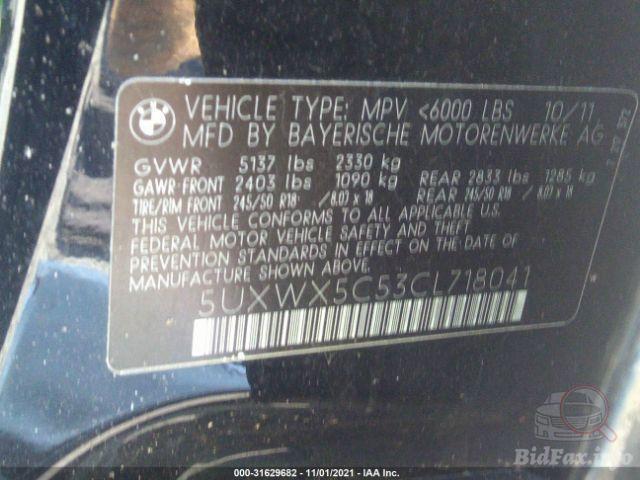 BMW
VEHICLE TYPE: MPV <6000 LBS 10/11
MFD BY BAYERISCHE MOTORENWERKE AG
GVWR 5137 lbs 2330 kg
GAWR-FRONT 2403 lbs 1090 kg REAR 2833 lbs 1285 kg
TIRE/RIM FRONT 245/50 R18 /8.0J x 18 REAR 245/50 R18 /8.0J x 18
THIS VEHICLE CONFORMS TO ALL APPLICABLE U.S.
FEDERAL MOTOR VEHICLE SAFETY AND THEFT
PREVENTION STANDARDS IN EFFECT ON THE DATE OF
MANUFACTURE SHOWN ABOVE.
5UXWX5C53CL718041
BidFax.info
000-31629682 - 11/01/2021 - IAA Inc.